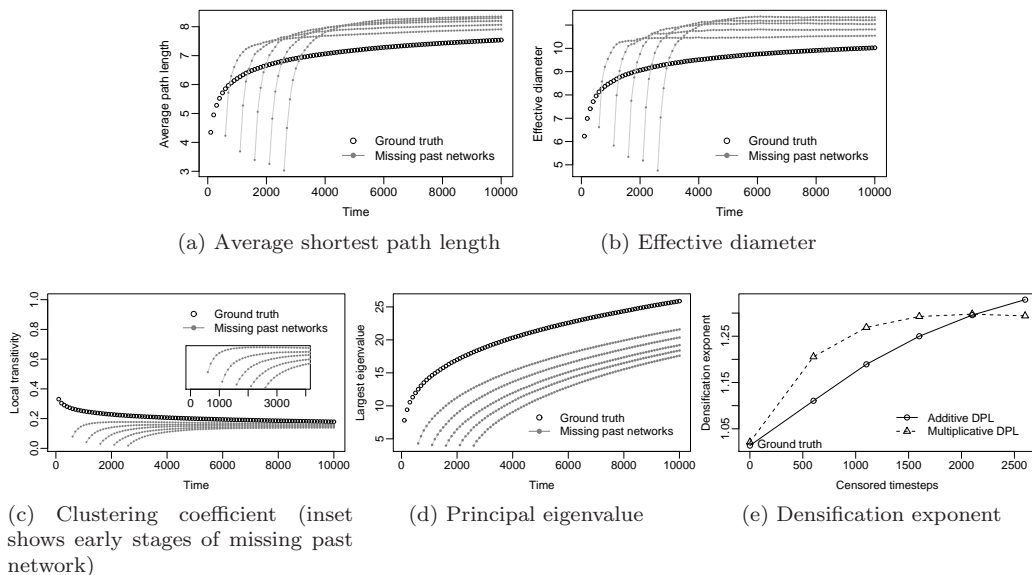 Average path length
3 4 5 6 7 8
Ground truth
Missing past networks
0 2000 4000 6000 8000 10000
Time
(a) Average shortest path length
Effective diameter
5 6 7 8 9 10
Ground truth
Missing past networks
0 2000 4000 6000 8000 10000
Time
(b) Effective diameter
Local transitivity
0.0 0.2 0.4 0.6 0.8 1.0
Ground truth
Missing past networks
0 1000 3000
0 2000 4000 6000 8000 10000
Time
(c) Clustering coefficient (inset
shows early stages of missing past
network)
Largest eigenvalue
5 10 15 20 25
Ground truth
Missing past networks
0 2000 4000 6000 8000 10000
Time
(d) Principal eigenvalue
Densification exponent
1.05 1.15 1.25
Additive DPL
Multiplicative DPL
Ground truth
0 500 1000 1500 2000 2500
Censored timesteps
(e) Densification exponent